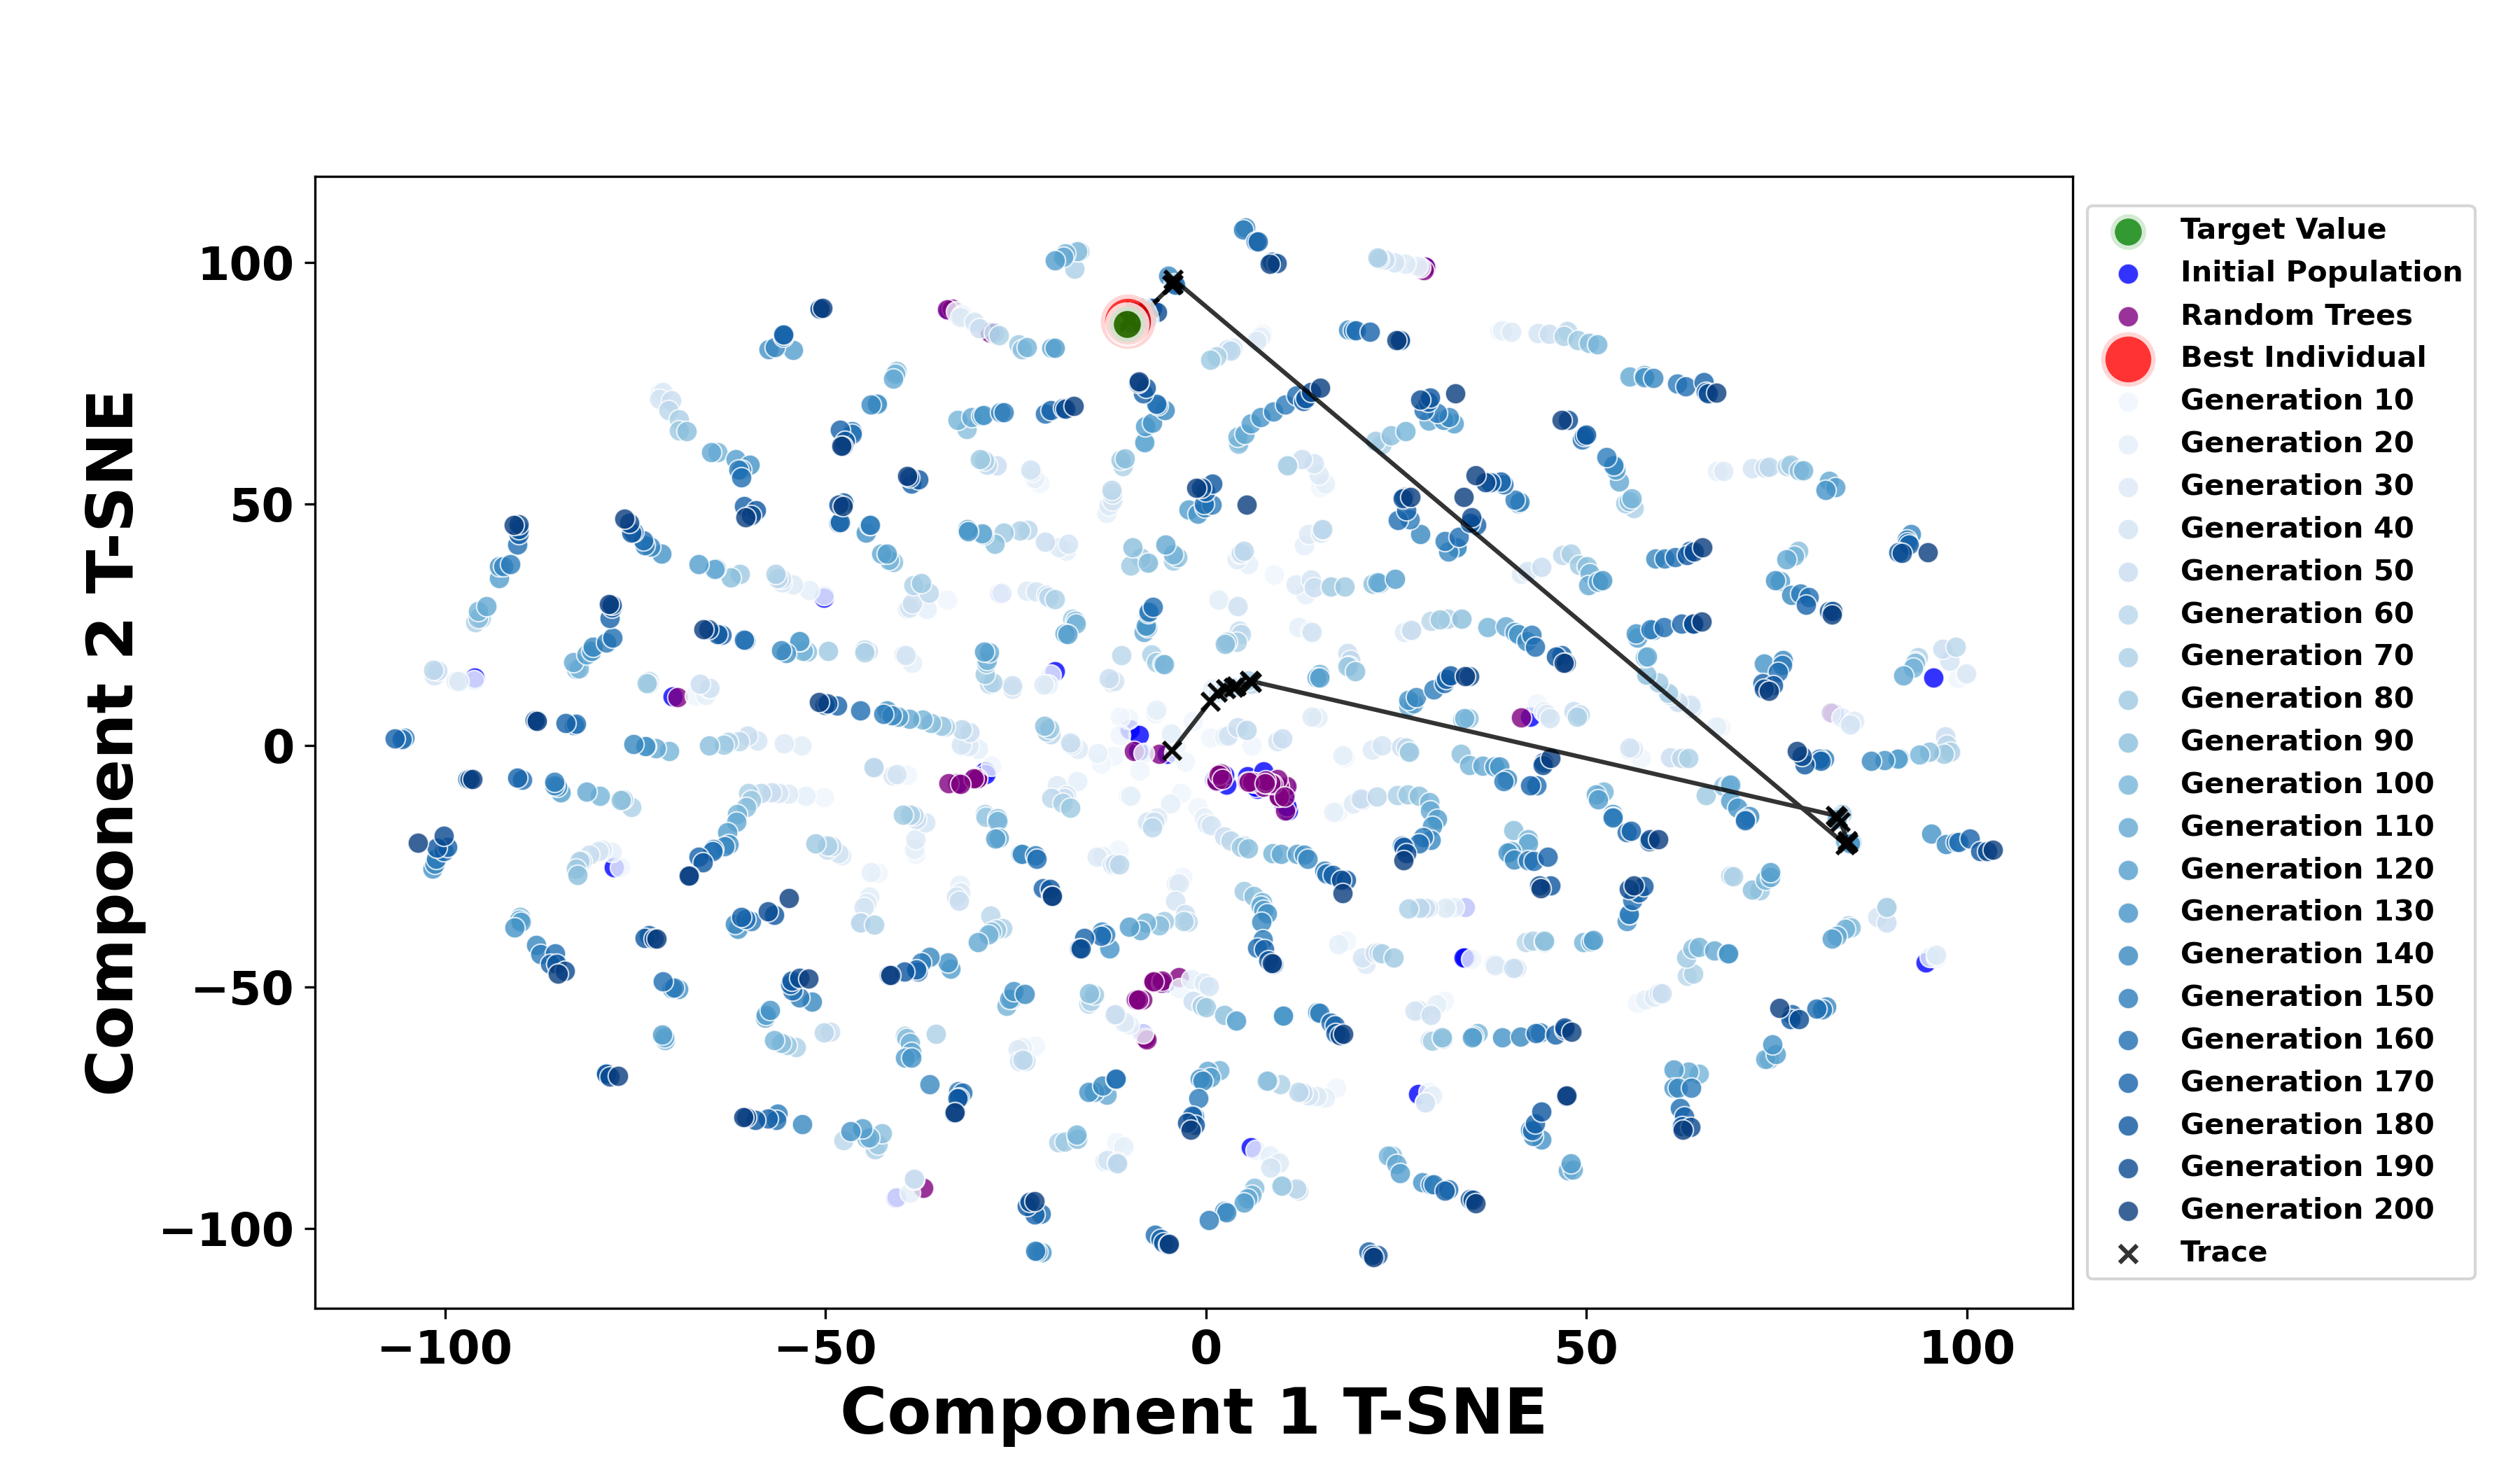 Component 2 T-SNE
100
50
0
−50
−100
−100
−50
0
50
100
Component 1 T-SNE
Target Value
Initial Population
Random Trees
Best Individual
Generation 10
Generation 20
Generation 30
Generation 40
Generation 50
Generation 60
Generation 70
Generation 80
Generation 90
Generation 100
Generation 110
Generation 120
Generation 130
Generation 140
Generation 150
Generation 160
Generation 170
Generation 180
Generation 190
Generation 200
Trace